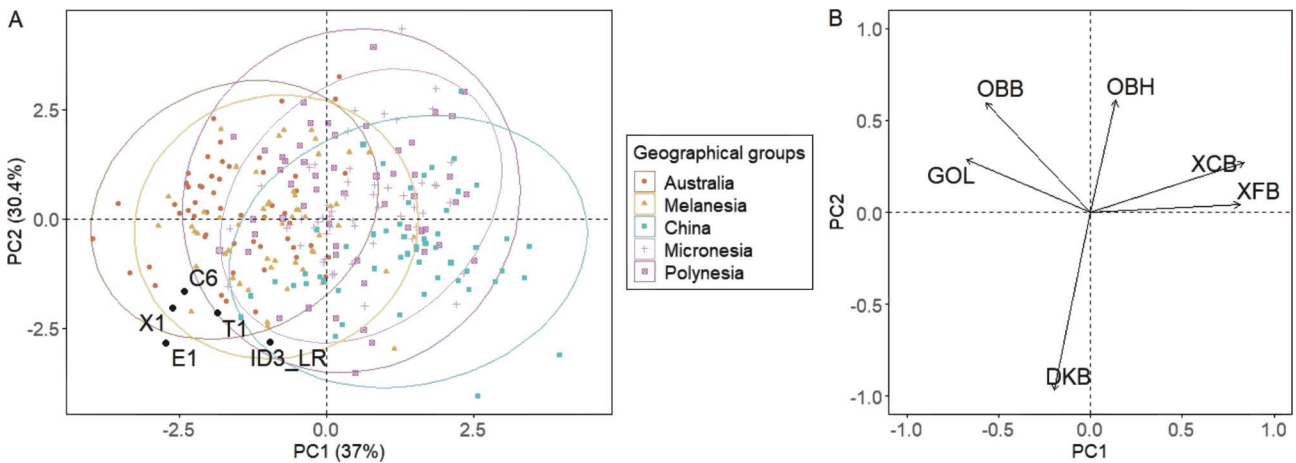 A
PC2 (30.4%)
2.5
0.0
-2.5
C6
X1
T1
E1
ID3_LR
-2.5
0.0
2.5
PC1 (37%)
Geographical groups
Australia
Melanesia
China
Micronesia
Polynesia
B
PC2
1.0
0.5
0.0
-0.5
-1.0
OBB
OBH
GOL
XCB
XFB
DKB
-1.0
-0.5
0.0
0.5
1.0
PC1